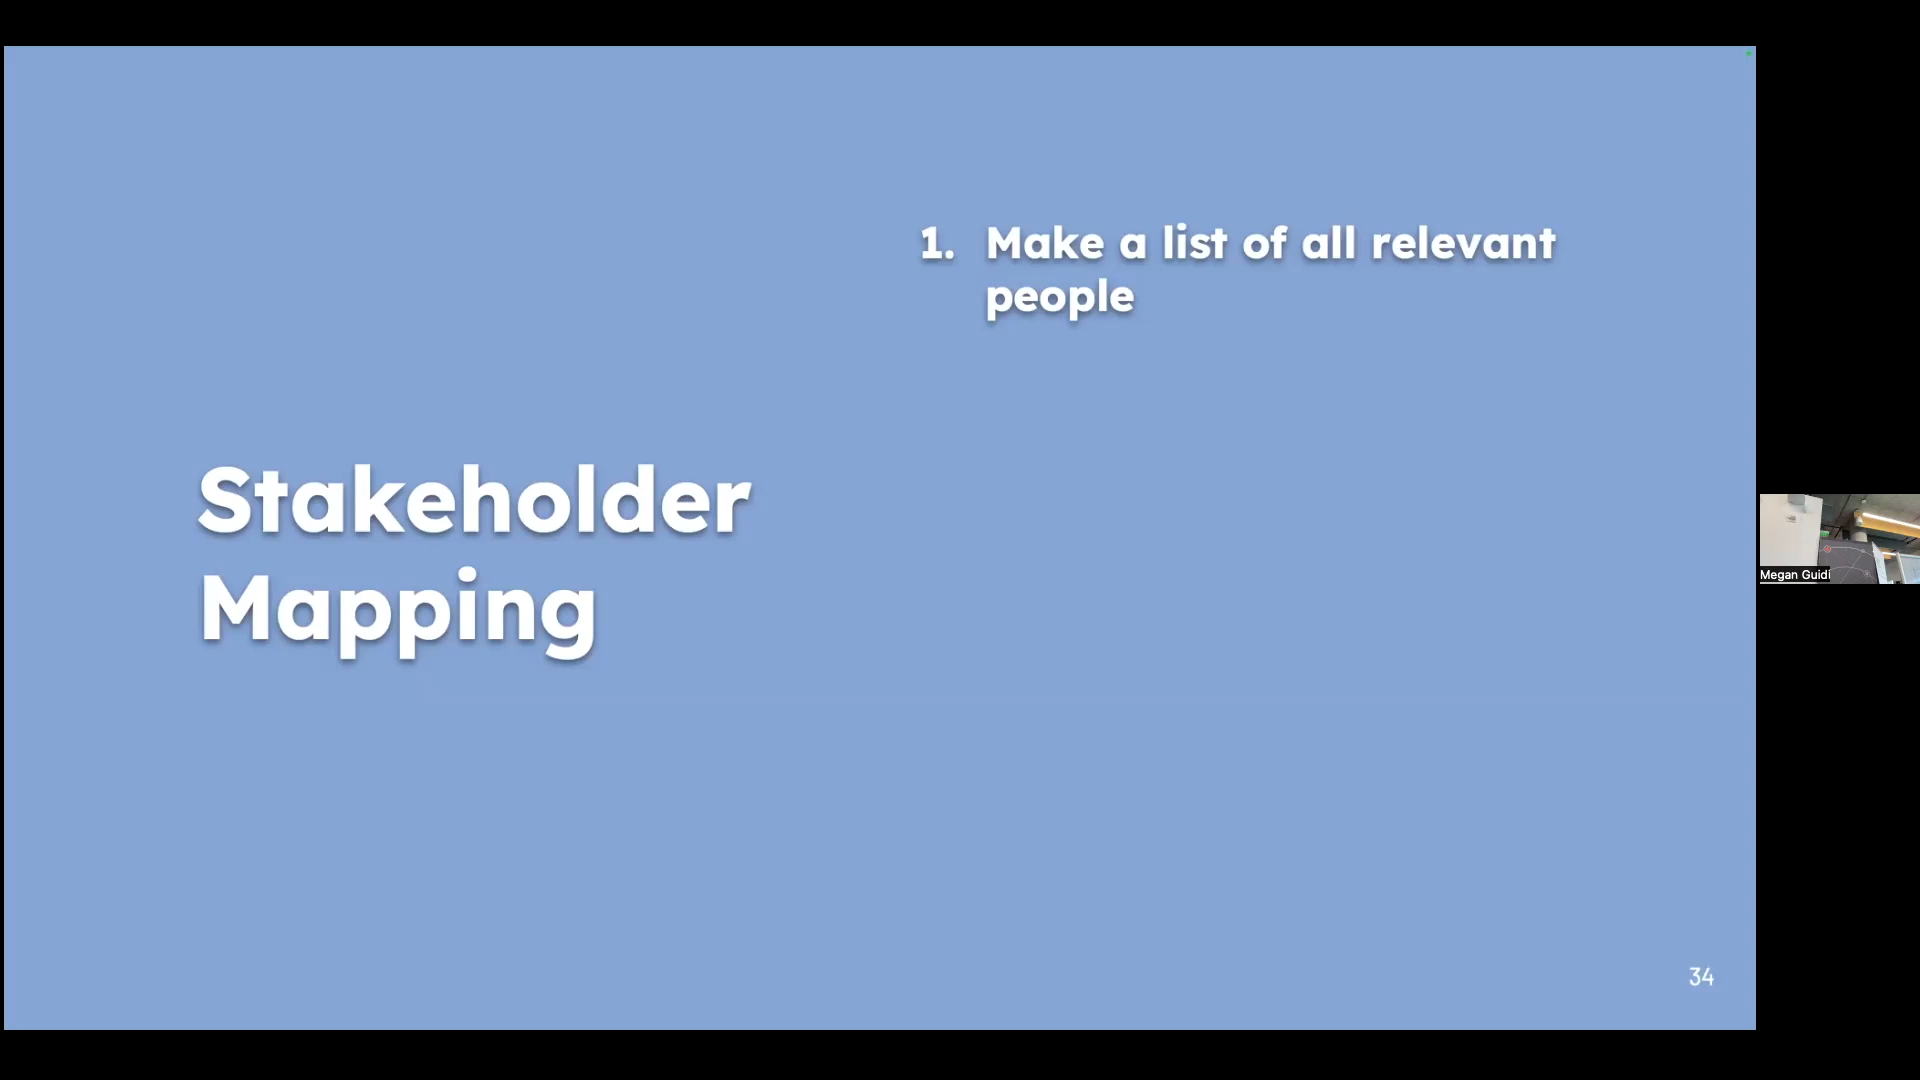 Stakeholder
Mapping
1. Make a list of all relevant
people
34
Megan Guidi